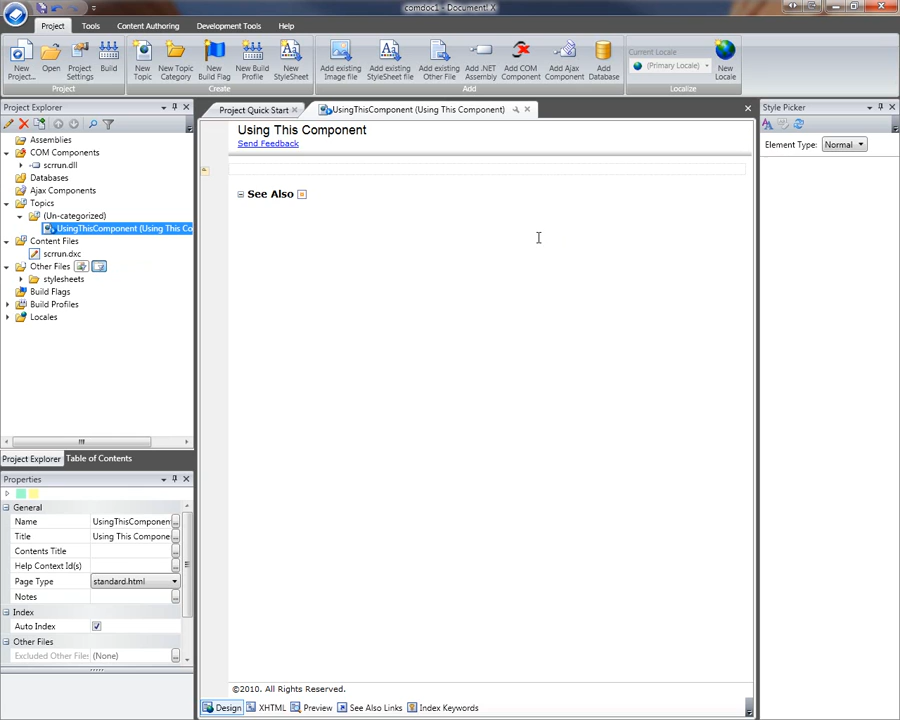 comdoc1 - Document! X
Project
Tools
Content Authoring
Development Tools
Help
New Project...
Open
Project Settings
Build
New Topic
New Topic Category
New Build Flag
New Build Profile
New StyleSheet
Add existing Image file
Add existing StyleSheet file
Add existing Other File
Add .NET Assembly
Add COM Component
Add Ajax Component
Add Database
Current Locale
(Primary Locale)
New Locale
Project
Create
Add
Localize
Project Explorer
Assemblies
COM Components
scrrun.dll
Databases
Ajax Components
Topics
(Un-categorized)
UsingThisComponent (Using This Co
Content Files
scrrun.dxc
Other Files
stylesheets
Build Flags
Build Profiles
Locales
Project Explorer
Table of Contents
Properties
General
Name UsingThisComponen
Title Using This Compone
Contents Title
Help Context Id(s)
Page Type standard.html
Notes
Index
Auto Index
Other Files
Excluded Other Files (None)
Project Quick Start
UsingThisComponent (Using This Component)
Using This Component
Send Feedback
See Also
©2010. All Rights Reserved.
Design
XHTML
Preview
See Also Links
Index Keywords
Style Picker
Element Type: Normal